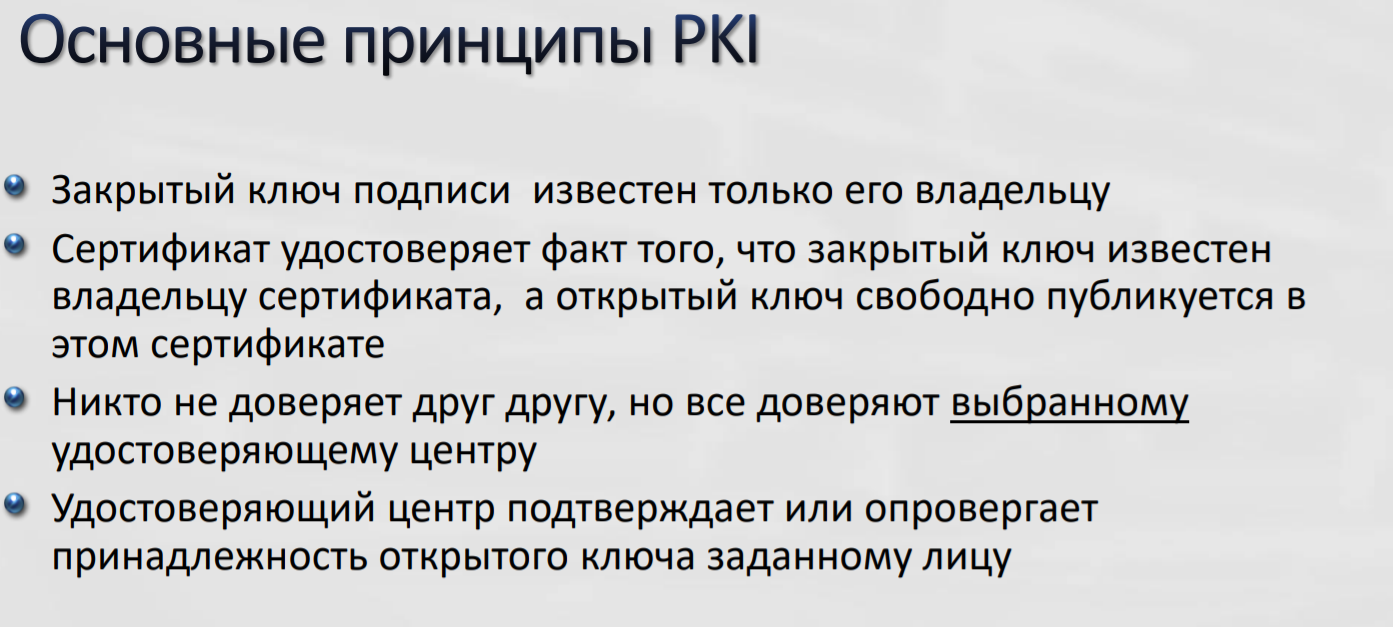 Основные принципы PKI
Закрытый ключ подписи известен только его владельцу
Сертификат удостоверяет факт того, что закрытый ключ известен
владельцу сертификата, а открытый ключ свободно публикуется в
этом сертификате
Никто не доверяет друг другу, но все доверяют выбранному
удостоверяющему центру
Удостоверяющий центр подтверждает или опровергает
принадлежность открытого ключа заданному лицу